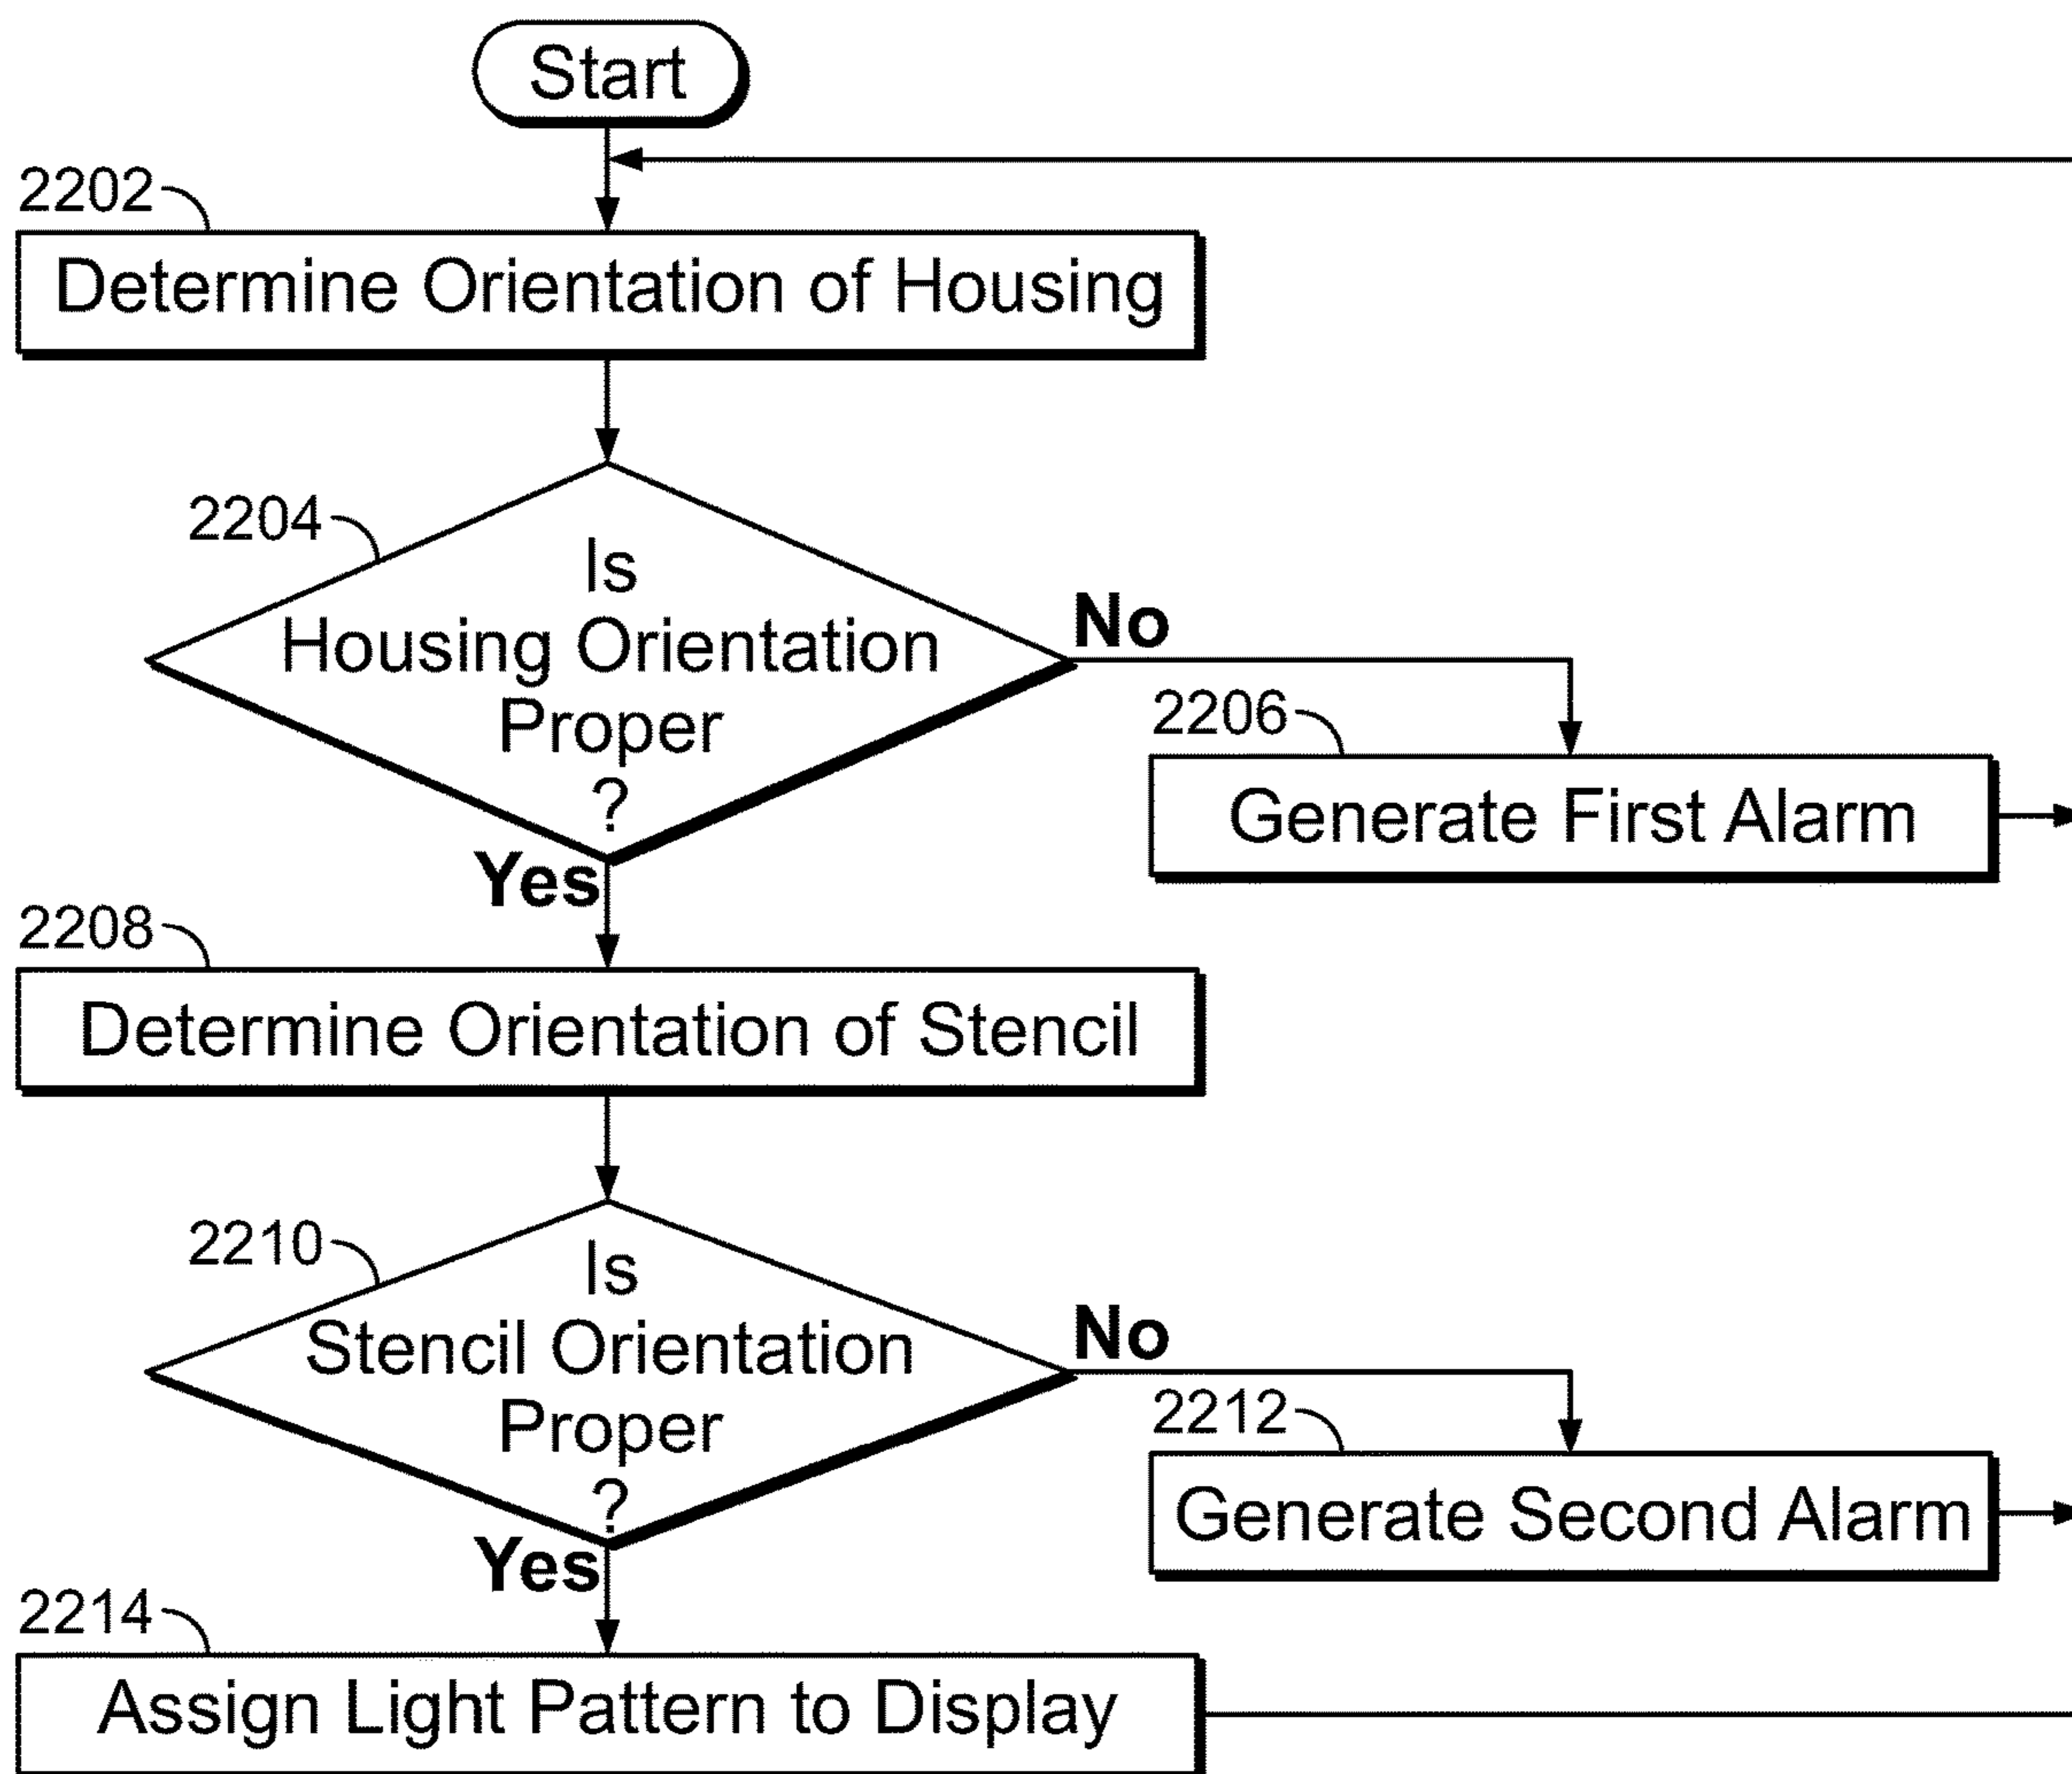 Start
2202
Determine Orientation of Housing
2204
Is
Housing Orientation
Proper
?
No
Yes
2206
Generate First Alarm
2208
Determine Orientation of Stencil
2210
Is
Stencil Orientation
Proper
?
No
Yes
2212
Generate Second Alarm
2214
Assign Light Pattern to Display